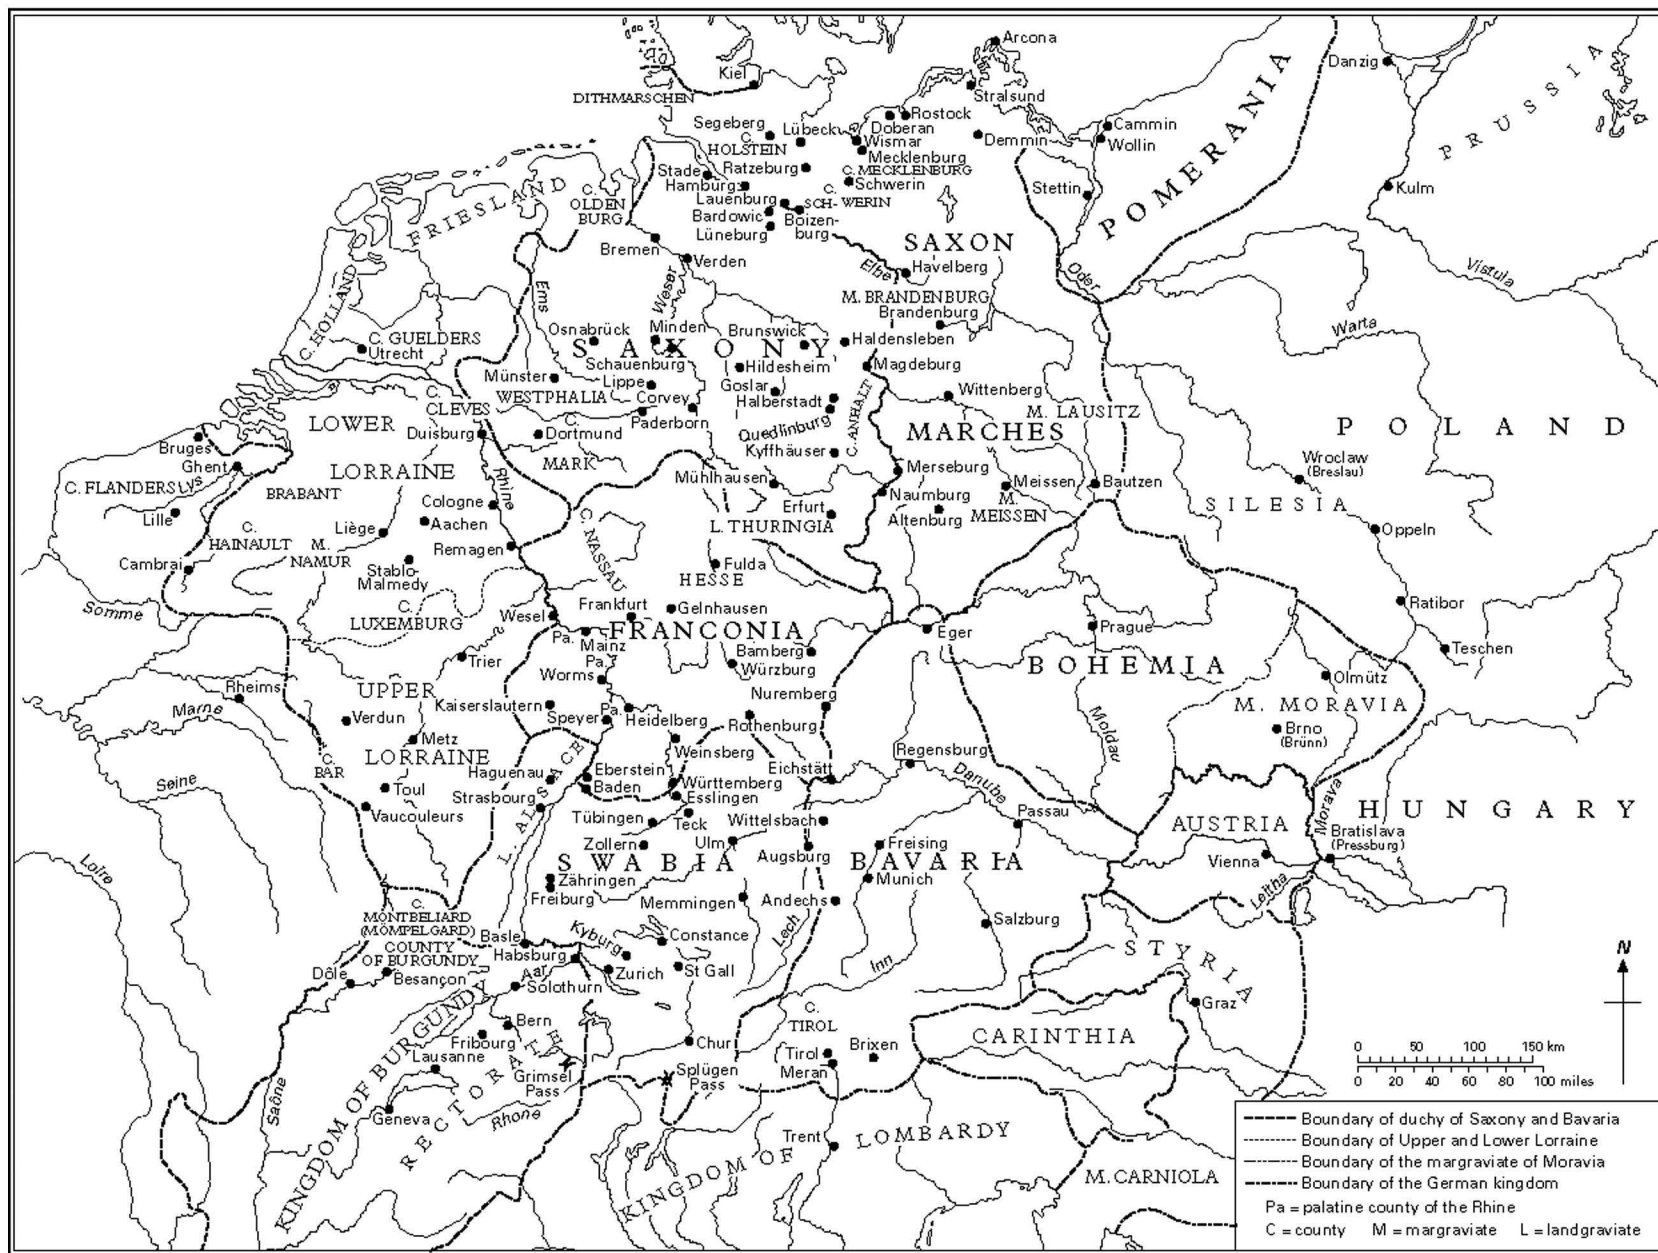 Arcona
Kiel
Danzig
DITHMARSCHEN
Stralsund
PRUSSIA
POMERANIA
Segeberg
Lübeck
Rostock
Doberan
Cammin
C.
HOLSTEIN
Wismar
Demmin
Wollin
Mecklenburg
Stade
Ratzeburg
C. MECKLENBURG
Hamburg
Schwerin
Stettin
Kulm
FRIESLAND
C.
OLDEN
BURG
Lauenburg
C.
SCH-
WERIN
Bardowic
Boizen-
burg
Lüneburg
Bremen
SAXON
Verden
Elbe
Havelberg
Oder
Vistula
Ems
Weser
C. HOLLAND
M. BRANDENBURG
Brandenburg
Warta
C. GUELDERS
Utrecht
Osnabrück
Minden
Brunswick
Haldensleben
SAXONY
Schauenburg
Hildesheim
Magdeburg
Münster
Lippe
Goslar
Wittenberg
WESTPHALIA
Corvey
Halberstadt
C. ANHALT
M. LAUSITZ
C.
CLEVES
Paderborn
Quedlinburg
LOWER
Duisburg
Dortmund
MARCHES
POLAND
Bruges
C.
MARK
Kyffhäuser
Ghent
LORRAINE
Merseburg
Wroclaw
(Breslau)
C. FLANDERS
Lys
BRABANT
Rhine
Mühlhausen
Meissen
Bautzen
Cologne
Naumburg
M.
MEISSEN
SILESIA
Lille
Aachen
Erfurt
Altenburg
C.
HAINAULT
Liège
L. THURINGIA
Oppeln
M.
NAMUR
Remagen
C. NASSAU
Cambrai
Stablo-
Malmedy
Fulda
HESSE
Somme
C.
LUXEMBURG
Wesel
Frankfurt
Gelnhausen
Ratibor
Pa.
Mainz
FRANCONIA
Eger
Prague
Trier
Pa.
Bamberg
Teschen
Worms
Würzburg
BOHEMIA
Olmütz
Rheims
UPPER
Nuremberg
Marne
Kaiserslautern
Pa.
M. MORAVIA
Verdun
Speyer
Heidelberg
Rothenburg
Brno
(Brünn)
Metz
Weinsberg
Moldau
C.
BAR
LORRAINE
Regensburg
Seine
Haguenau
Eberstein
Württemberg
Eichstätt
Danube
Toul
Baden
Esslingen
Strasbourg
Morava
Vaucouleurs
L. ALSACE
Tübingen
Teck
Wittelsbach
Passau
HUNGARY
AUSTRIA
Bratislava
(Pressburg)
Zollern
Ulm
Freising
SWABIA
Augsburg
BAVARIA
Vienna
Loire
Zähringen
Munich
Freiburg
Memmingen
Andechs
Leitha
C.
MONTBELIARD
(MÖMPELGARD)
Salzburg
Lech
Basle
Kyburg
Constance
COUNTY
OF BURGUNDY
Habsburg
STYRIA
N
Dôle
Besançon
Aar
Zurich
St Gall
Inn
Solothurn
Graz
C.
TIROL
Bern
Fribourg
CARINTHIA
Chur
Lausanne
Tirol
Meran
Brixen
0 50 100 150 km
0 20 40 60 80 100 miles
Grimsel
Pass
Splügen
Pass
KINGDOM OF BURGUNDY
RECTORATE
Saône
Geneva
Rhone
Trent
KINGDOM OF LOMBARDY
M. CARNIOLA
Boundary of duchy of Saxony and Bavaria
Boundary of Upper and Lower Lorraine
Boundary of the margraviate of Moravia
Boundary of the German kingdom
Pa = palatine county of the Rhine
C = county M = margraviate L = landgraviate